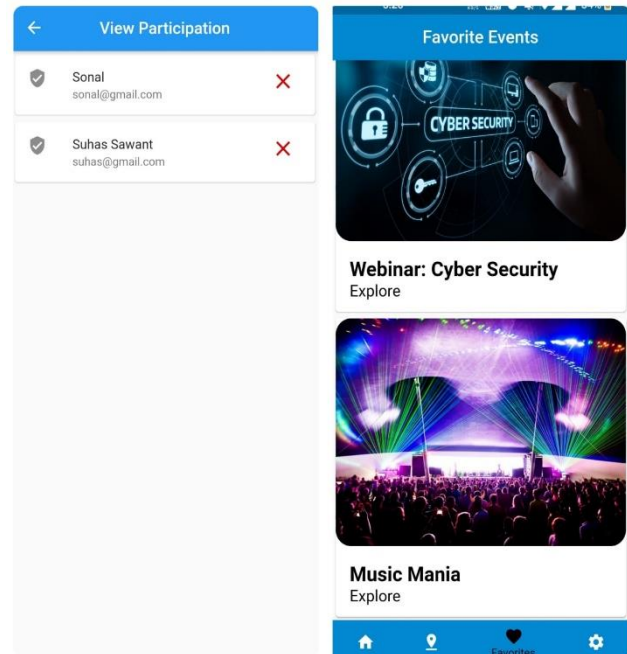 View Participation
Sonal
sonal@gmail.com
Suhas Sawant
suhas@gmail.com
Favorite Events
CYBER SECURITY
Webinar: Cyber Security
Explore
Music Mania
Explore
Favorites